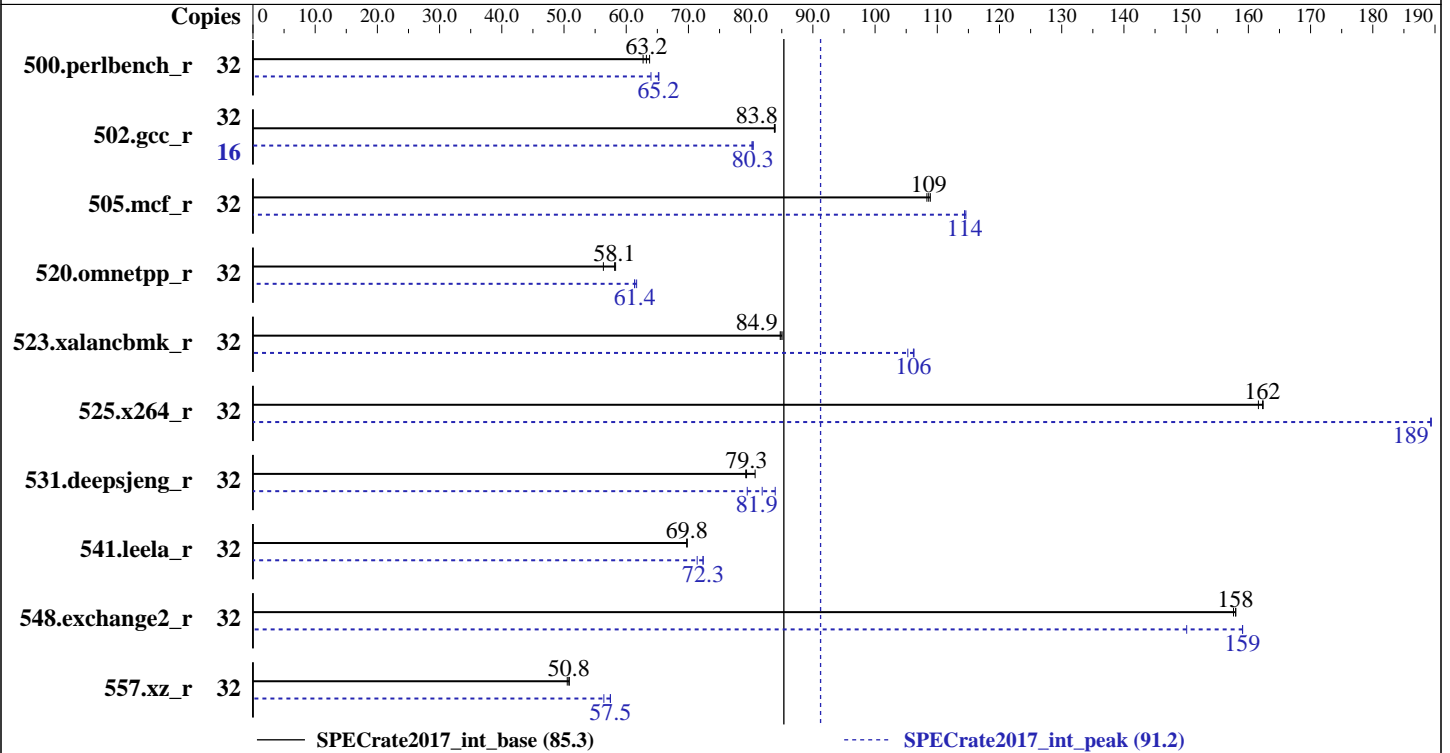 Copies 0 10.0 20.0 30.0 40.0 50.0 60.0 70.0 80.0 90.0 100 110 120 130 140 150 160 170 180 190
500.perlbench_r 32 63.2
65.2
32 83.8
502.gcc_r
16 80.3
505.mcf_r 32 109
114
520.omnetpp_r 32 58.1
61.4
523.xalancbmk_r 32 84.9
106
525.x264_r 32 162
189
531.deepsjeng_r 32 79.3
81.9
541.leela_r 32 69.8
72.3
548.exchange2_r 32 158
159
557.xz_r 32 50.8
57.5
SPECrate2017_int_base (85.3) SPECrate2017_int_peak (91.2)